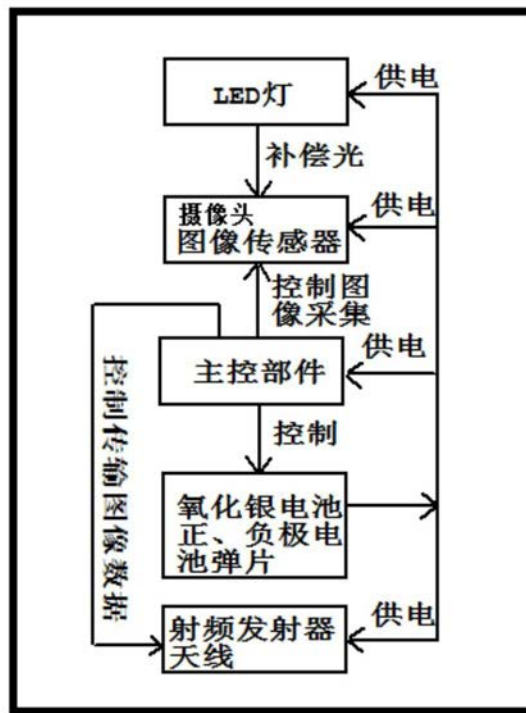 供电
LED灯
补偿光
供电
摄像头
图像传感器
控制图
像采集
供电
主控部件
控制
控制传输图像数据
氧化银电池
正、负极电
池弹片
供电
射频发射器
天线